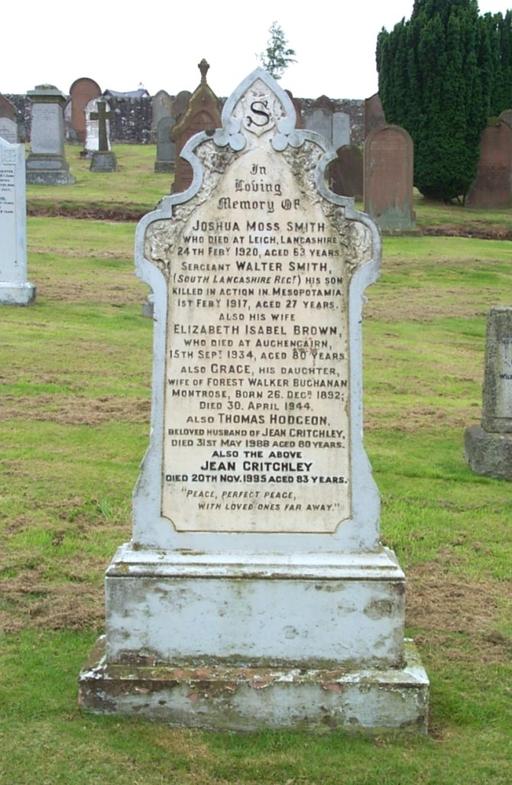 S
In
Loving
Memory Of
JOSHUA MOSS SMITH
WHO DIED AT LEIGH, LANCASHIRE
24TH FEBY 1920, AGED 63 YEARS.
SERGEANT WALTER SMITH,
(SOUTH LANCASHIRE REGT) HIS SON
KILLED IN ACTION IN MESOPOTAMIA
1ST FEBY 1917, AGED 27 YEARS.
ALSO HIS WIFE
ELIZABETH ISABEL BROWN,
WHO DIED AT AUCHENCAIRN,
15TH SEPT 1934, AGED 80 YEARS.
ALSO GRACE, HIS DAUGHTER,
WIFE OF FOREST WALKER BUCHANAN
MONTROSE, BORN 26. DECR 1892;
DIED 30. APRIL 1944.
ALSO THOMAS HODGEON,
BELOVED HUSBAND OF JEAN CRITCHLEY,
DIED 31ST MAY 1988 AGED 80 YEARS.
ALSO THE ABOVE
JEAN CRITCHLEY
DIED 20TH NOV. 1995 AGED 83 YEARS.
"PEACE, PERFECT PEACE,
WITH LOVED ONES FAR AWAY."